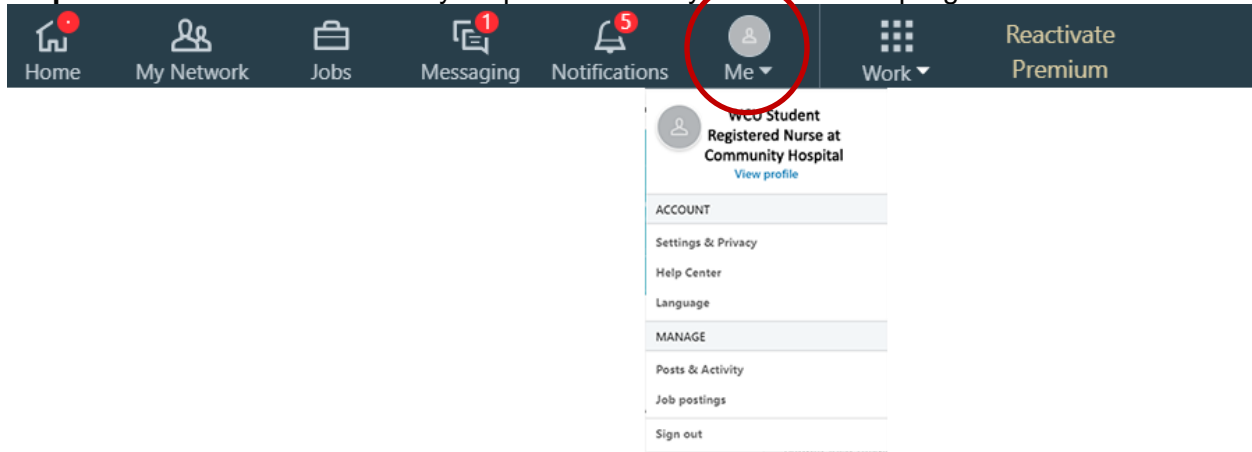 Home My Network Jobs 1 Messaging 5 Notifications Me Work Reactivate Premium
WCU Student
Registered Nurse at
Community Hospital
View profile
ACCOUNT
Settings & Privacy
Help Center
Language
MANAGE
Posts & Activity
Job postings
Sign out